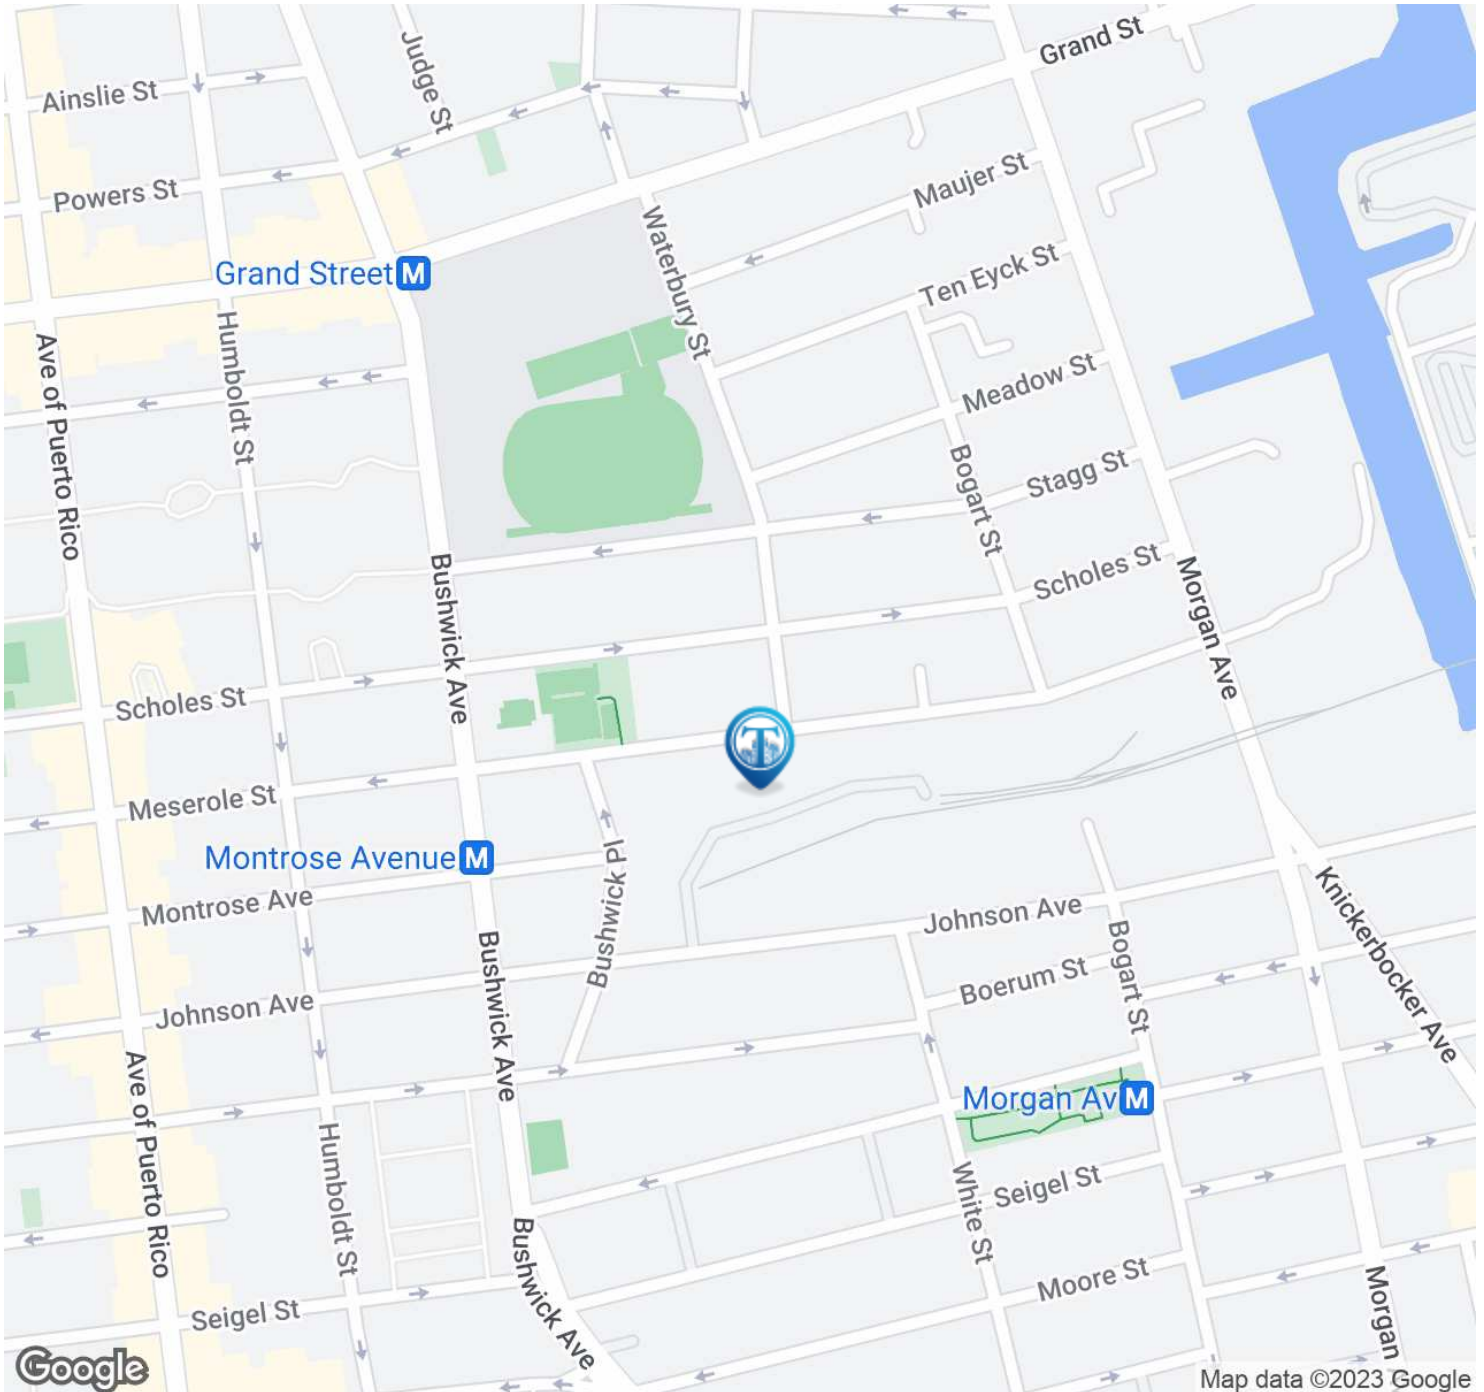 Grand St
Judge St
Ainslie St
Maujer St
Powers St
Waterbury St
Ten Eyck St
Grand Street M
Humboldt St
Ave of Puerto Rico
Meadow St
Bogart St
Stagg St
Bushwick Ave
Scholes St
Morgan Ave
Scholes St
T
Meserole St
Montrose Avenue M
Bushwick Pl
Montrose Ave
Knickerbocker Ave
Johnson Ave
Bogart St
Bushwick Ave
Boerum St
Johnson Ave
Ave of Puerto Rico
Morgan Av M
Humboldt St
White St
Seigel St
Bushwick Ave
Moore St
Morgan
Seigel St
Google
Map data ©2023 Google